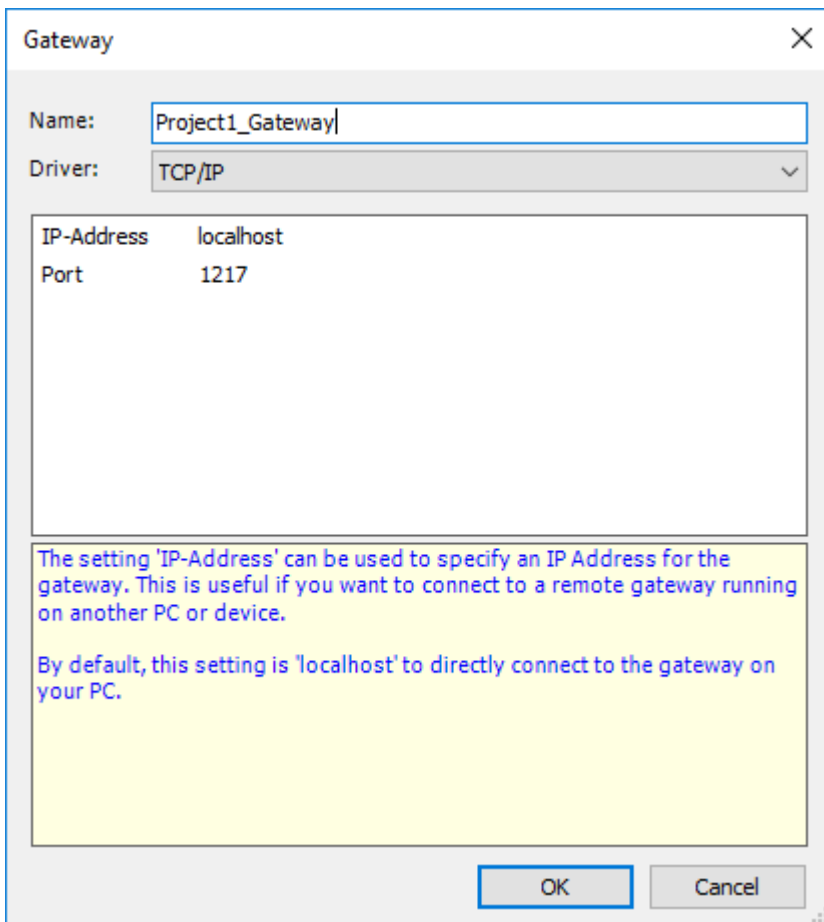 Gateway
Name: Project1_Gateway
Driver: TCP/IP
IP-Address localhost
Port 1217
The setting 'IP-Address' can be used to specify an IP Address for the
gateway. This is useful if you want to connect to a remote gateway running
on another PC or device.
By default, this setting is 'localhost' to directly connect to the gateway on
your PC.
OK Cancel